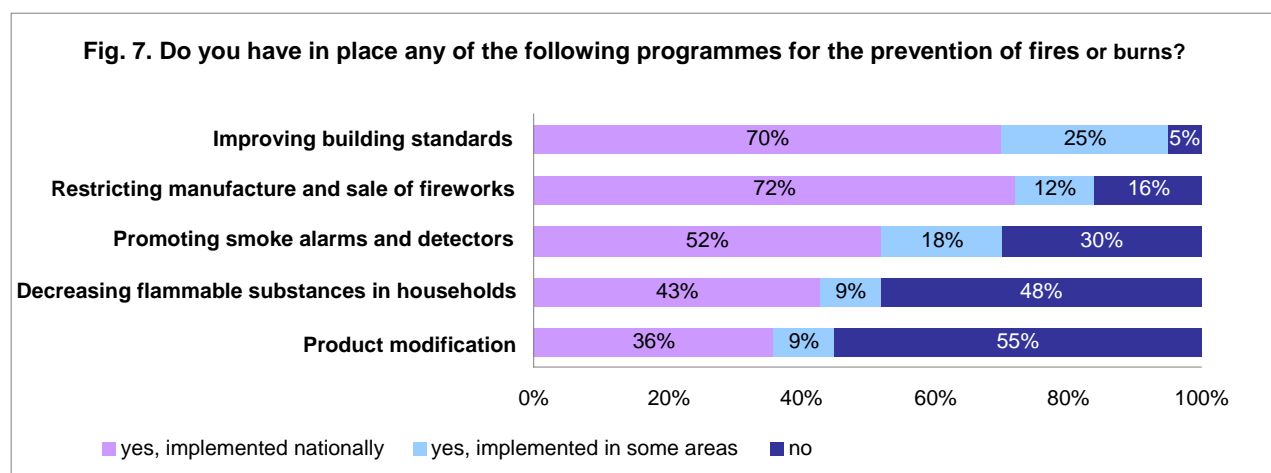 Fig. 7. Do you have in place any of the following programmes for the prevention of fires or burns?
Improving building standards 70% 25% 5%
Restricting manufacture and sale of fireworks 72% 12% 16%
Promoting smoke alarms and detectors 52% 18% 30%
Decreasing flammable substances in households 43% 9% 48%
Product modification 36% 9% 55%
0% 20% 40% 60% 80% 100%
yes, implemented nationally yes, implemented in some areas no